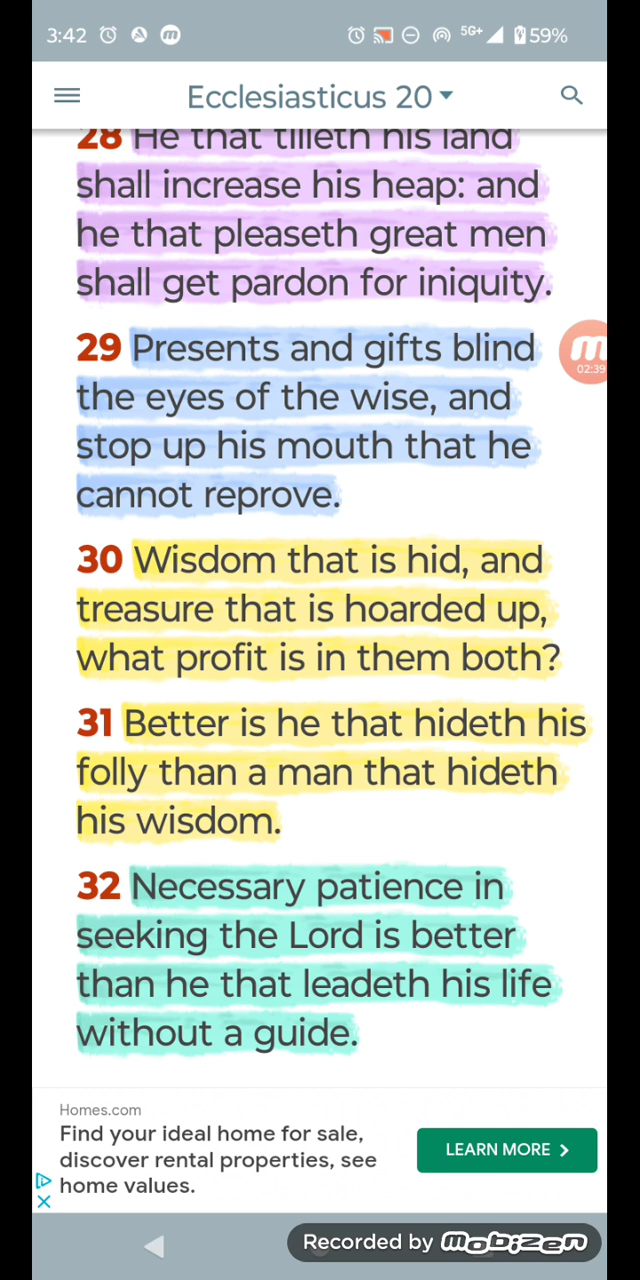 3:42
5G+ 59%
Ecclesiasticus 20
28 He that tilleth his land
shall increase his heap: and
he that pleaseth great men
shall get pardon for iniquity.
29 Presents and gifts blind
the eyes of the wise, and
stop up his mouth that he
cannot reprove.
02:39
30 Wisdom that is hid, and
treasure that is hoarded up,
what profit is in them both?
31 Better is he that hideth his
folly than a man that hideth
his wisdom.
32 Necessary patience in
seeking the Lord is better
than he that leadeth his life
without a guide.
Homes.com
Find your ideal home for sale,
discover rental properties, see
home values.
LEARN MORE
Recorded by mobizen